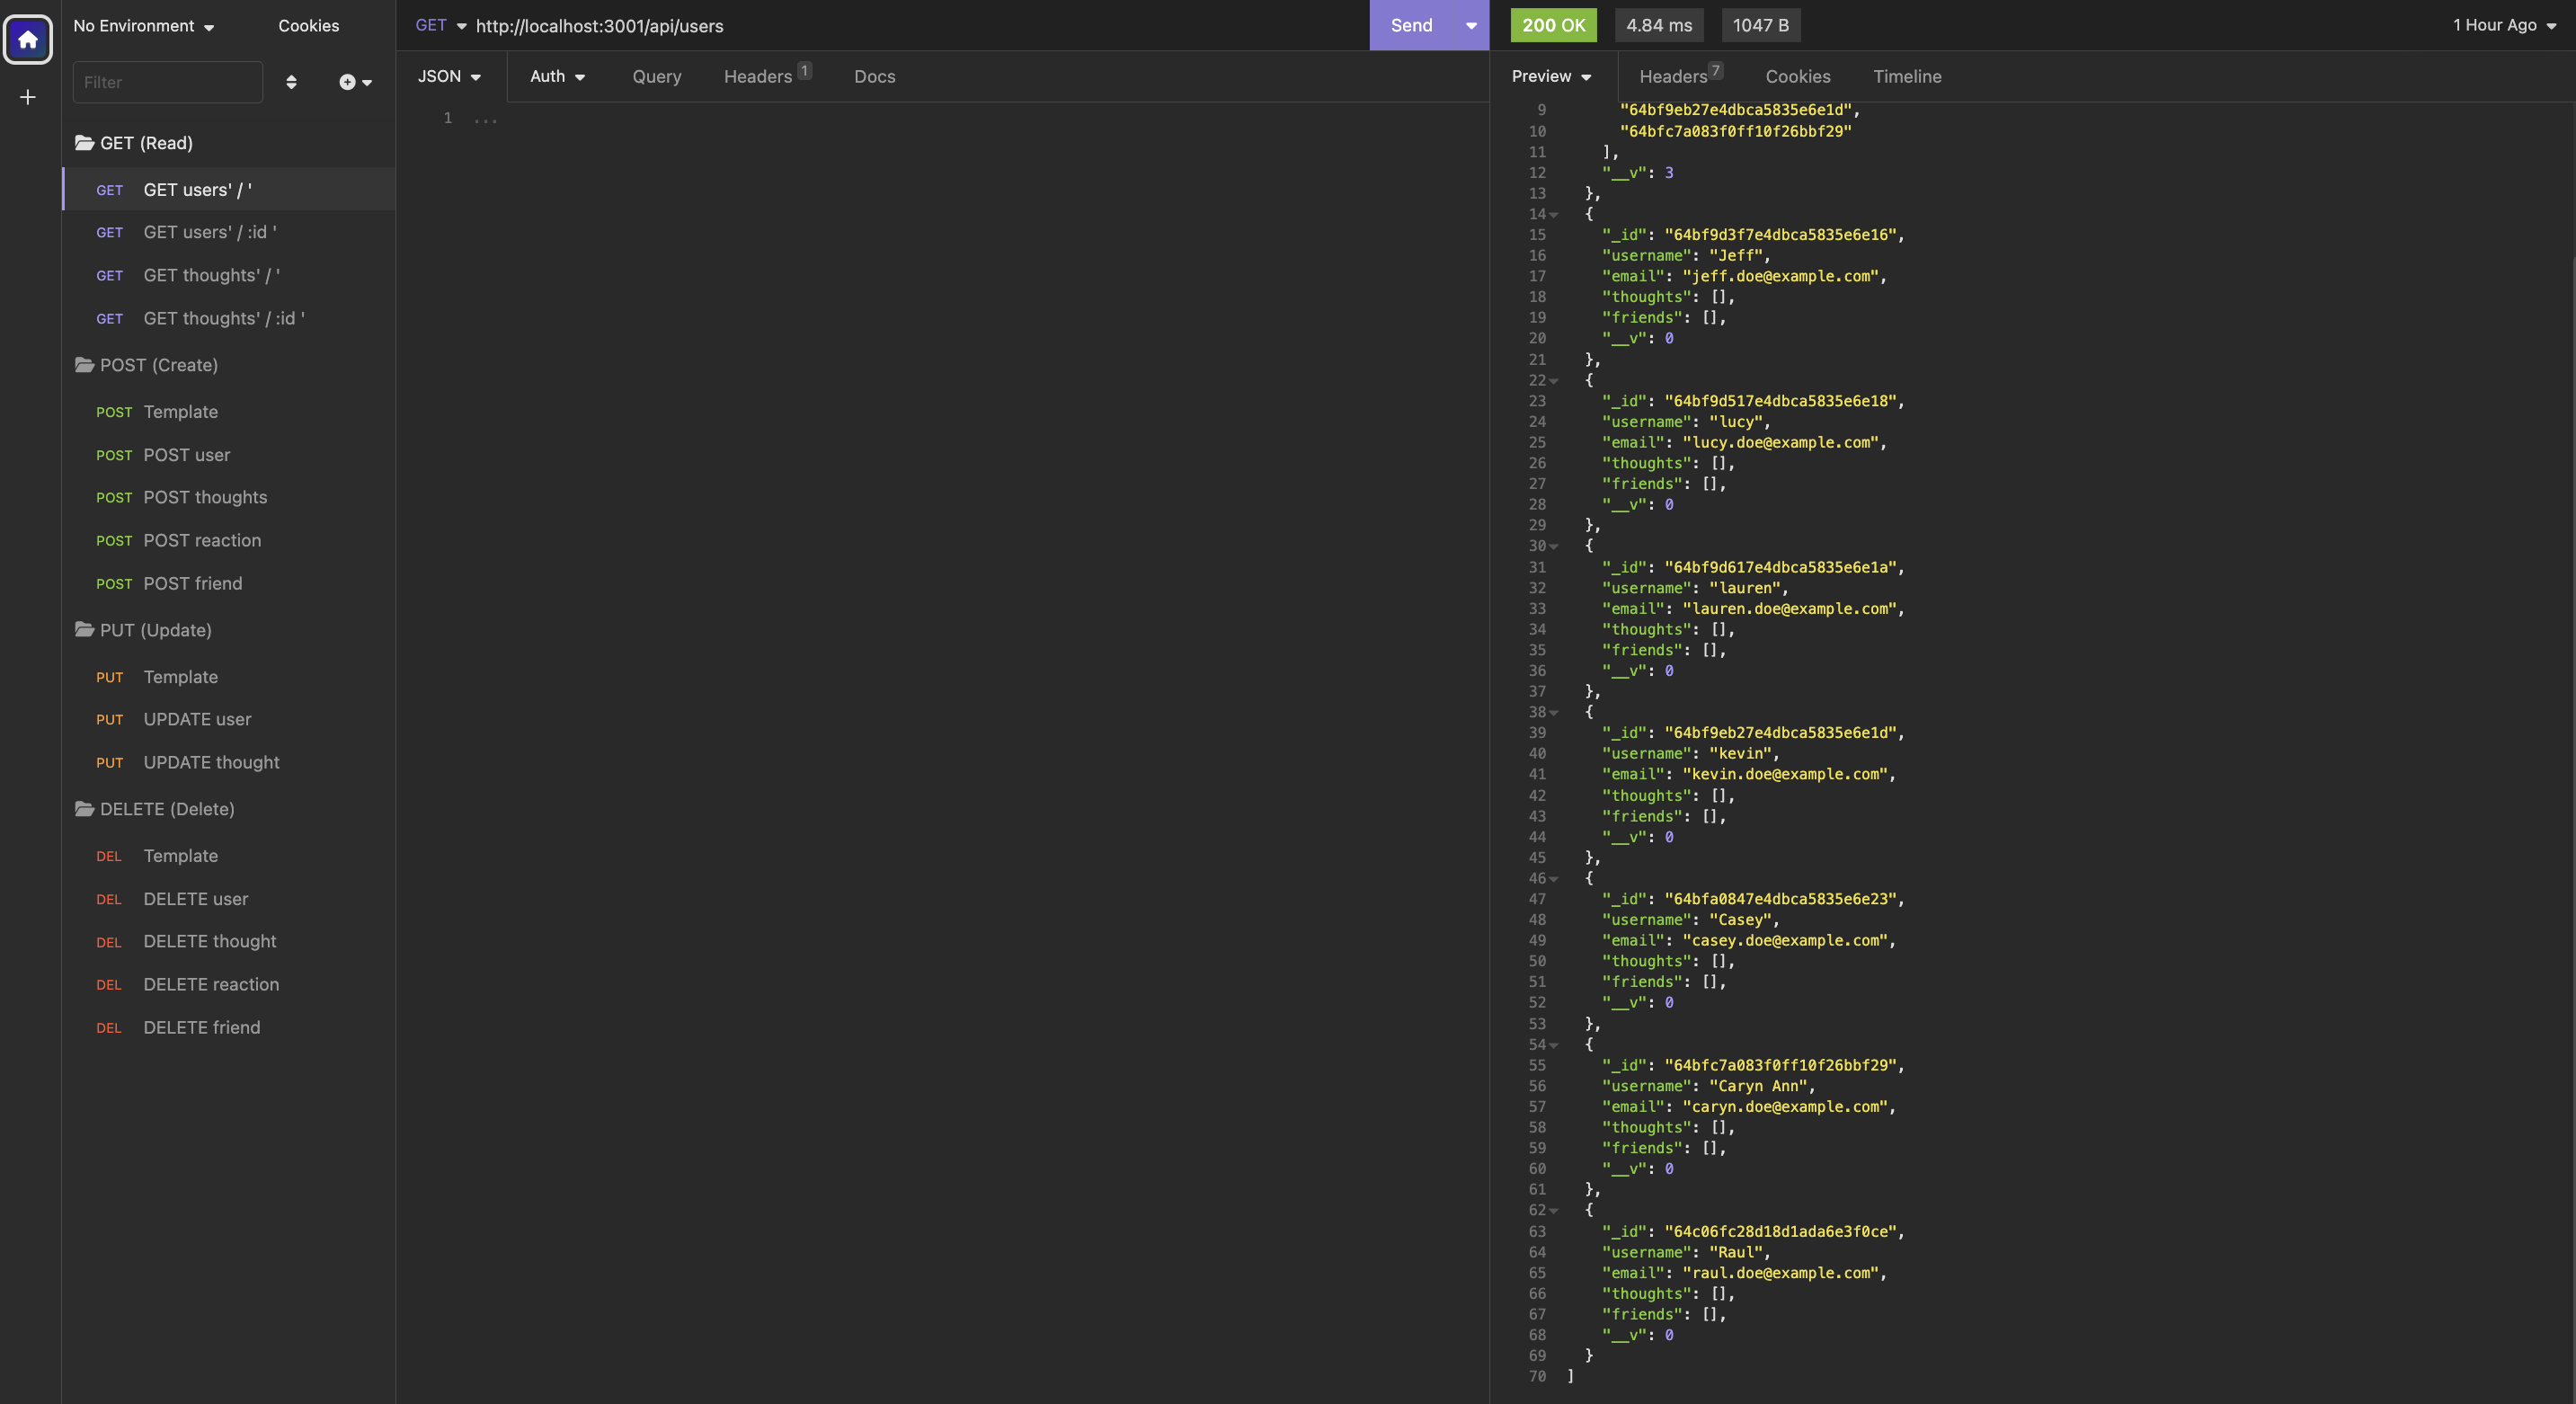 No Environment
Cookies
Filter
GET (Read)
GET GET users' / '
GET GET users' / :id '
GET GET thoughts' / '
GET GET thoughts' / :id '
POST (Create)
POST Template
POST POST user
POST POST thoughts
POST POST reaction
POST POST friend
PUT (Update)
PUT Template
PUT UPDATE user
PUT UPDATE thought
DELETE (Delete)
DEL Template
DEL DELETE user
DEL DELETE thought
DEL DELETE reaction
DEL DELETE friend
GET http://localhost:3001/api/users
Send
JSON Auth Query Headers 1 Docs
1 ...
200 OK 4.84 ms 1047 B 1 Hour Ago
Preview Headers 7 Cookies Timeline
9 "64bf9eb27e4dbca5835e6e1d",
10 "64bfc7a083f0ff10f26bbf29"
11 ],
12 "__v": 3
13 },
14 {
15 "_id": "64bf9d3f7e4dbca5835e6e16",
16 "username": "Jeff",
17 "email": "jeff.doe@example.com",
18 "thoughts": [],
19 "friends": [],
20 "__v": 0
21 },
22 {
23 "_id": "64bf9d517e4dbca5835e6e18",
24 "username": "lucy",
25 "email": "lucy.doe@example.com",
26 "thoughts": [],
27 "friends": [],
28 "__v": 0
29 },
30 {
31 "_id": "64bf9d617e4dbca5835e6e1a",
32 "username": "lauren",
33 "email": "lauren.doe@example.com",
34 "thoughts": [],
35 "friends": [],
36 "__v": 0
37 },
38 {
39 "_id": "64bf9eb27e4dbca5835e6e1d",
40 "username": "kevin",
41 "email": "kevin.doe@example.com",
42 "thoughts": [],
43 "friends": [],
44 "__v": 0
45 },
46 {
47 "_id": "64bfa0847e4dbca5835e6e23",
48 "username": "Casey",
49 "email": "casey.doe@example.com",
50 "thoughts": [],
51 "friends": [],
52 "__v": 0
53 },
54 {
55 "_id": "64bfc7a083f0ff10f26bbf29",
56 "username": "Caryn Ann",
57 "email": "caryn.doe@example.com",
58 "thoughts": [],
59 "friends": [],
60 "__v": 0
61 },
62 {
63 "_id": "64c06fc28d18d1ada6e3f0ce",
64 "username": "Raul",
65 "email": "raul.doe@example.com",
66 "thoughts": [],
67 "friends": [],
68 "__v": 0
69 }
70 ]